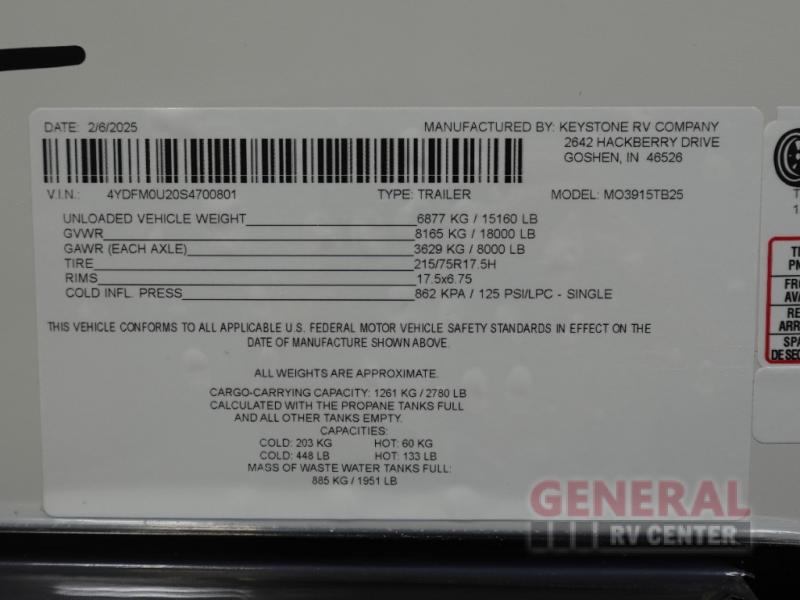 DATE: 2/6/2025
MANUFACTURED BY: KEYSTONE RV COMPANY
2642 HACKBERRY DRIVE
GOSHEN, IN 46526
V.I.N.: 4YDFM0U20S4700801 TYPE: TRAILER MODEL: MO3915TB25
UNLOADED VEHICLE WEIGHT 6877 KG / 15160 LB
GVWR 8165 KG / 18000 LB
GAWR (EACH AXLE) 3629 KG / 8000 LB
TIRE 215/75R17.5H
RIMS 17.5x6.75
COLD INFL. PRESS 862 KPA / 125 PSI/LPC - SINGLE
THIS VEHICLE CONFORMS TO ALL APPLICABLE U.S. FEDERAL MOTOR VEHICLE SAFETY STANDARDS IN EFFECT ON THE
DATE OF MANUFACTURE SHOWN ABOVE.
ALL WEIGHTS ARE APPROXIMATE.
CARGO-CARRYING CAPACITY: 1261 KG / 2780 LB
CALCULATED WITH THE PROPANE TANKS FULL
AND ALL OTHER TANKS EMPTY.
CAPACITIES:
COLD: 203 KG HOT: 60 KG
COLD: 448 LB HOT: 133 LB
MASS OF WASTE WATER TANKS FULL:
885 KG / 1951 LB
GENERAL
RV CENTER